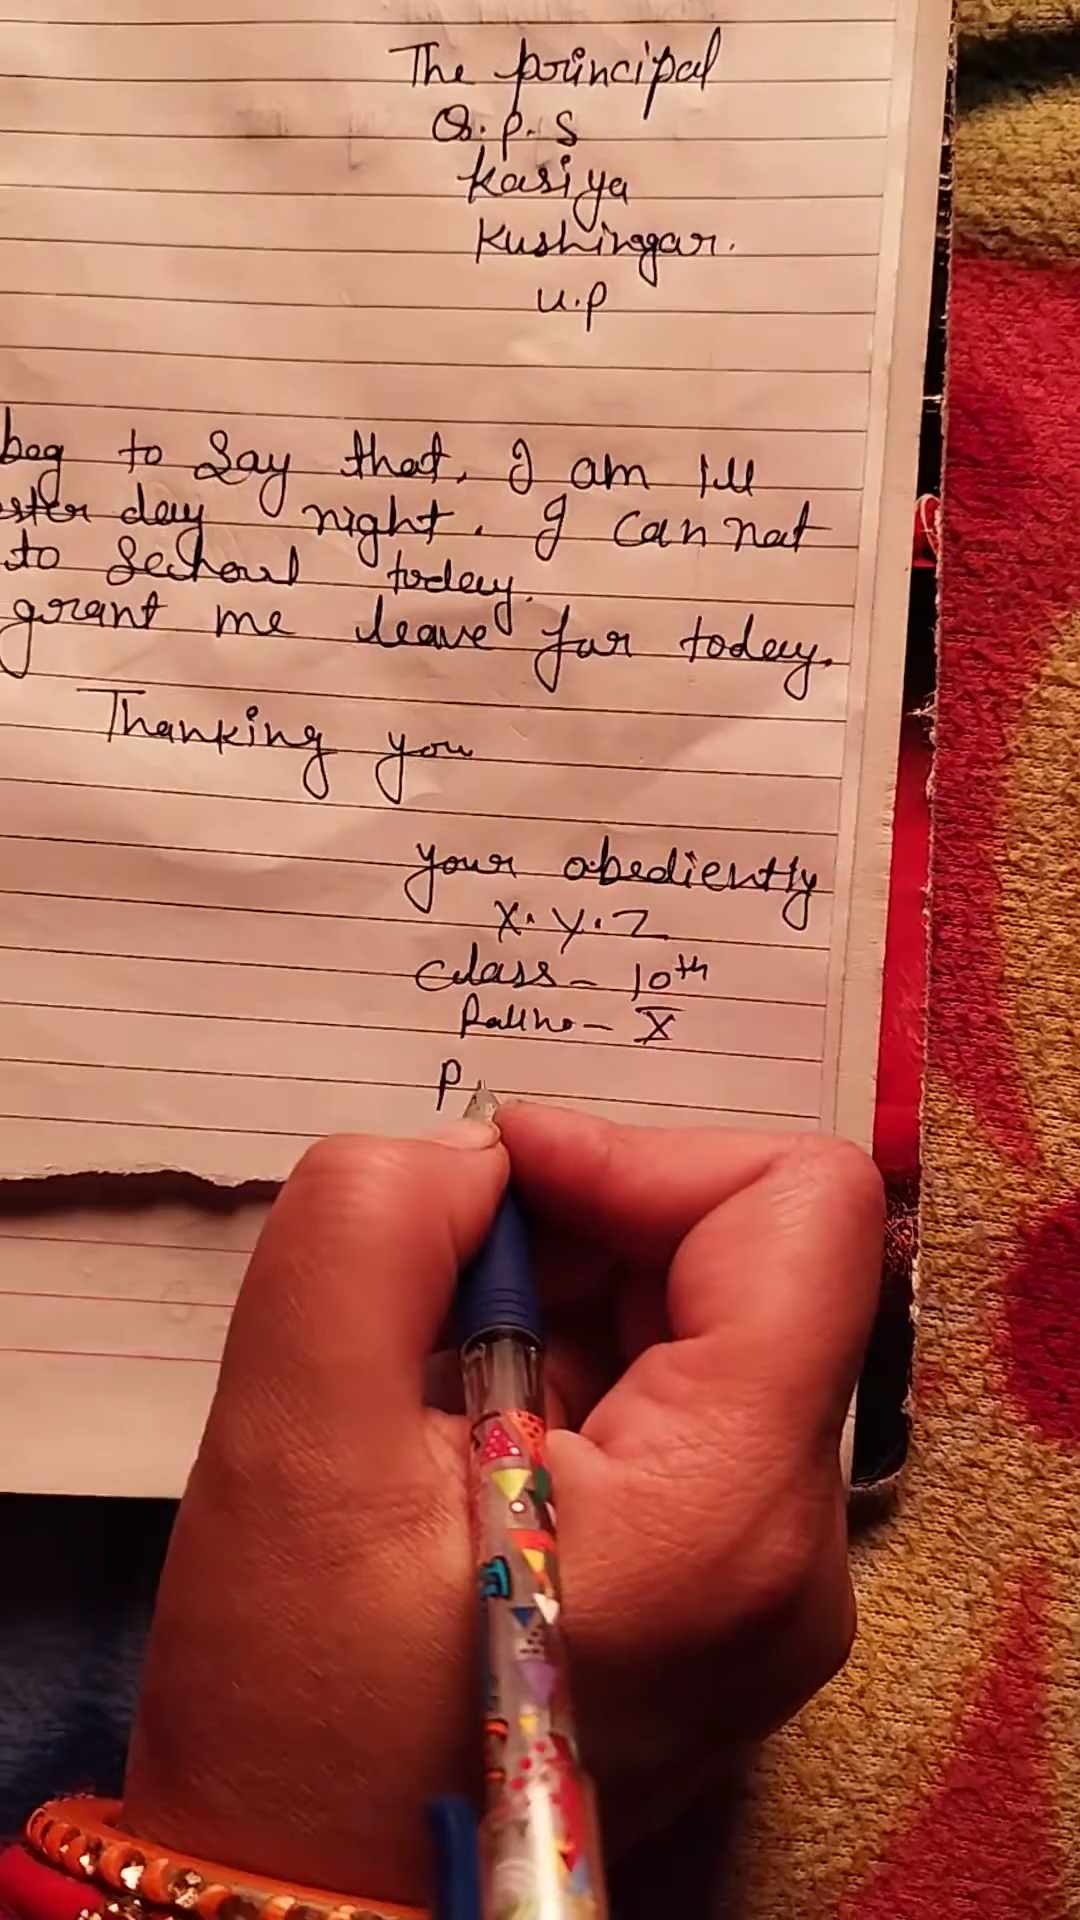 The principal
Q.P.S
Kasiya
Kushinagar.
U.P
beg to Say that, I am Ill
ster day night. I can not
to School today.
grant me leave for today.
Thanking you
your obediently
X.Y.Z
Class - 10th
Rollno - X
P